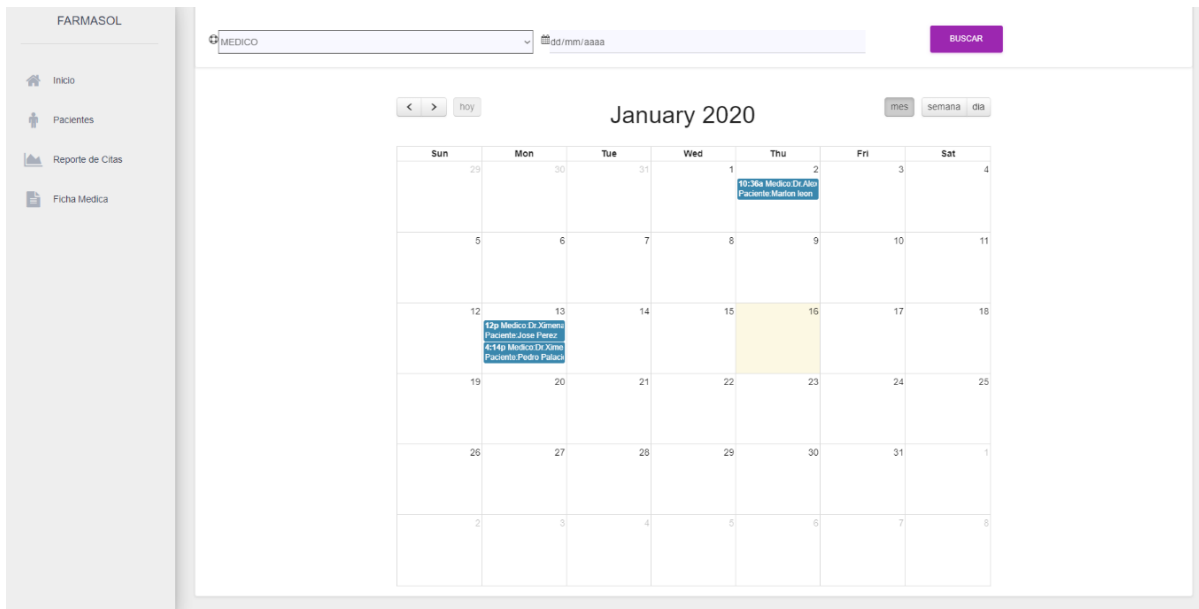 FARMASOL
Inicio
Pacientes
Reporte de Citas
Ficha Medica
MEDICO dd/mm/aaaa BUSCAR
hoy January 2020 mes semana dia
Sun Mon Tue Wed Thu Fri Sat
29 30 31 1 2 3 4
10:36a Medico:Dr.Alex
Paciente:Marlon leon
5 6 7 8 9 10 11
12 13 14 15 16 17 18
12p Medico:Dr.Ximena
Paciente:Jose Perez
4:14p Medico:Dr.Xime
Paciente:Pedro Palaci
19 20 21 22 23 24 25
26 27 28 29 30 31 1
2 3 4 5 6 7 8